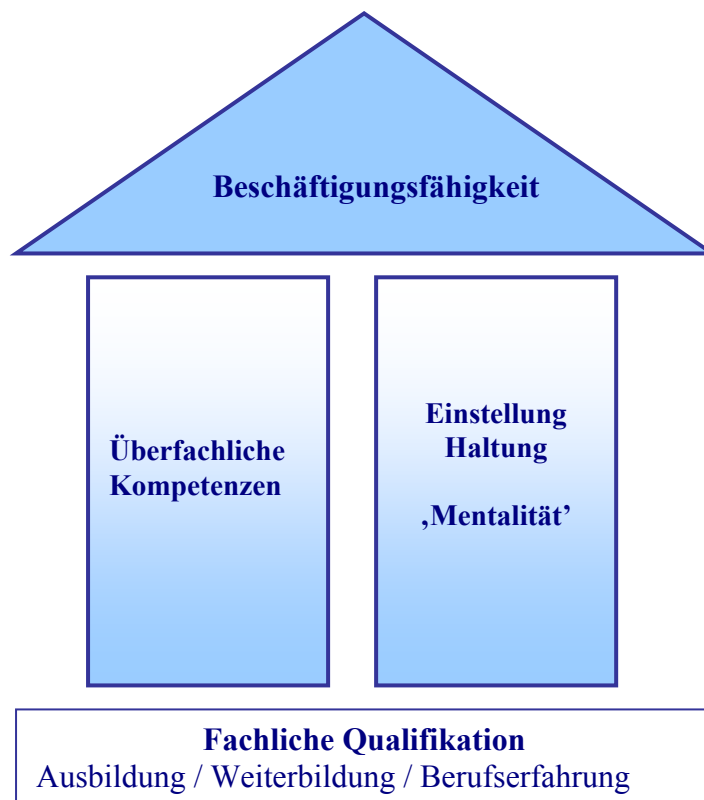 Beschäftigungsfähigkeit
Überfachliche
Kompetenzen
Einstellung
Haltung
‚Mentalität’
Fachliche Qualifikation
Ausbildung / Weiterbildung / Berufserfahrung